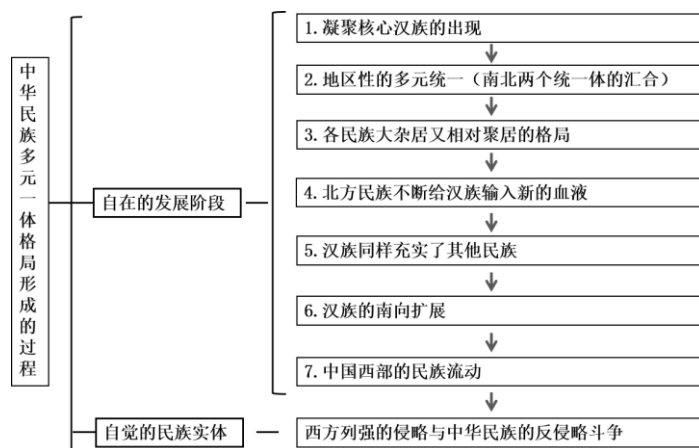 中华民族多元一体格局形成的过程
自在的发展阶段
1.凝聚核心汉族的出现
2.地区性的多元统一（南北两个统一体的汇合）
3.各民族大杂居又相对聚居的格局
4.北方民族不断给汉族输入新的血液
5.汉族同样充实了其他民族
6.汉族的南向扩展
7.中国西部的民族流动
自觉的民族实体
西方列强的侵略与中华民族的反侵略斗争